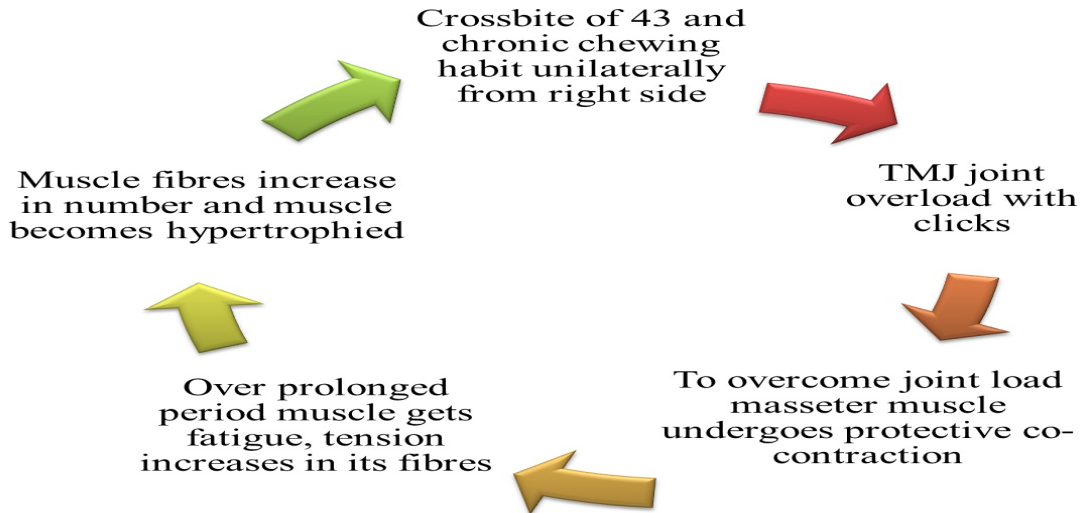 Crossbite of 43 and
chronic chewing
habit unilaterally
from right side
TMJ joint
overload with
clicks
To overcome joint load
masseter muscle
undergoes protective co-
contraction
Over prolonged
period muscle gets
fatigue, tension
increases in its fibres
Muscle fibres increase
in number and muscle
becomes hypertrophied